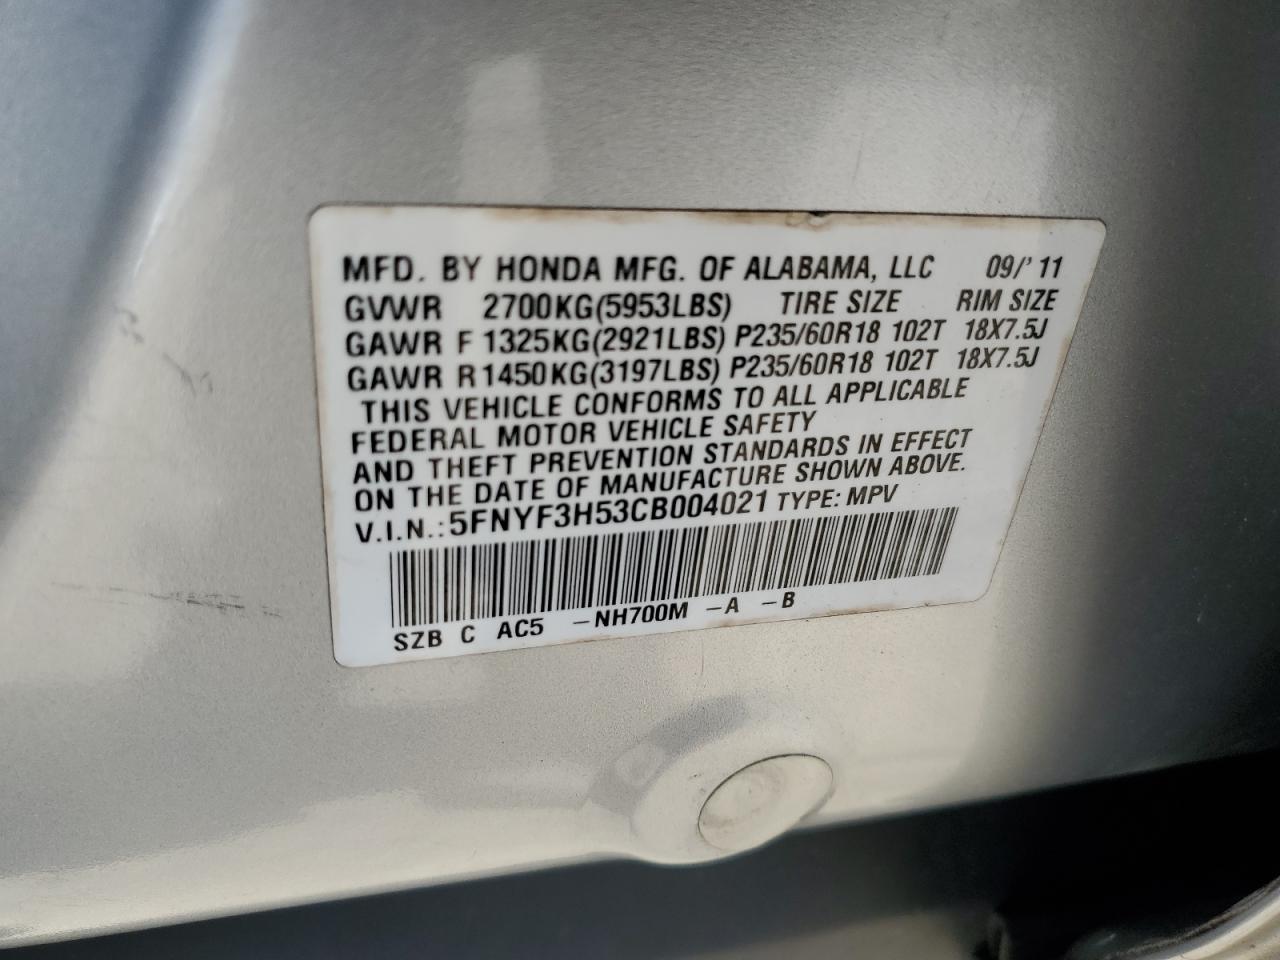 MFD. BY HONDA MFG. OF ALABAMA, LLC 09/'11
GVWR 2700KG(5953LBS) TIRE SIZE RIM SIZE
GAWR F 1325KG(2921LBS) P235/60R18 102T 18X7.5J
GAWR R 1450KG(3197LBS) P235/60R18 102T 18X7.5J
THIS VEHICLE CONFORMS TO ALL APPLICABLE
FEDERAL MOTOR VEHICLE SAFETY
AND THEFT PREVENTION STANDARDS IN EFFECT
ON THE DATE OF MANUFACTURE SHOWN ABOVE.
V.I.N.: 5FNYF3H53CB004021 TYPE: MPV
SZB C AC5 -NH700M -A -B